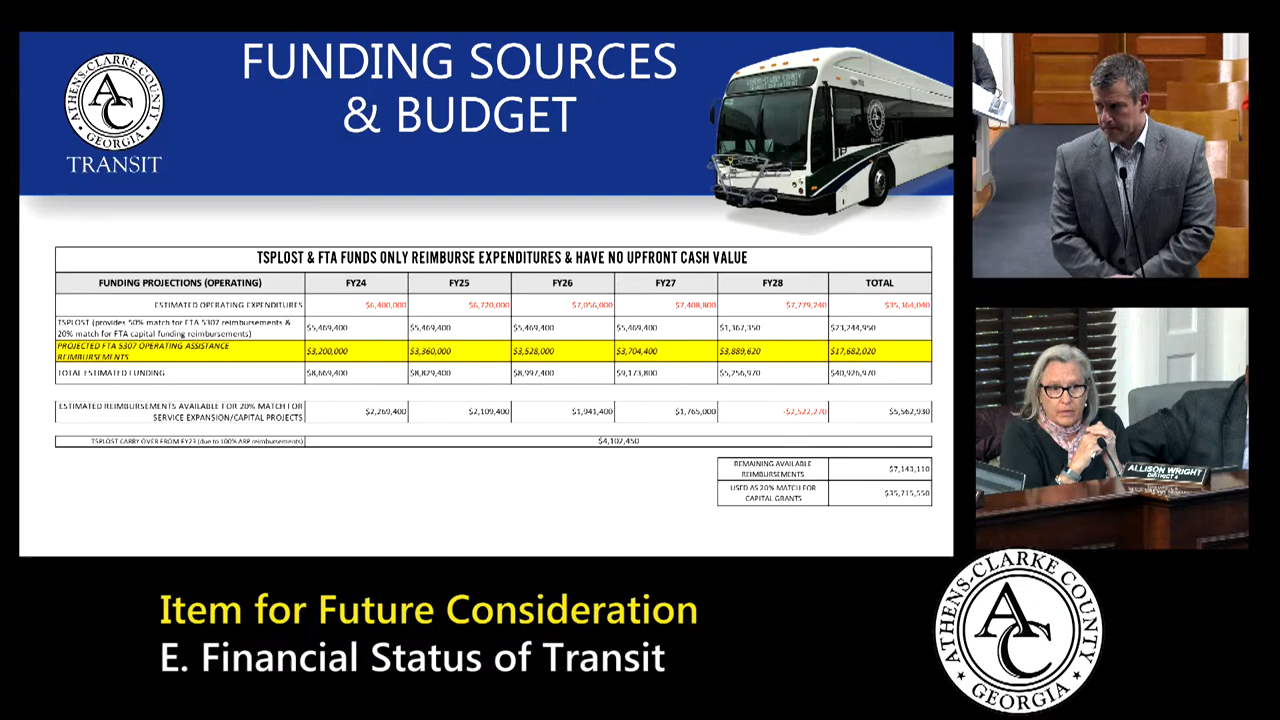 ATHENS-CLARKE COUNTY
AC
GEORGIA
TRANSIT
FUNDING SOURCES
& BUDGET
TSPLOST & FTA FUNDS ONLY REIMBURSE EXPENDITURES & HAVE NO UPFRONT CASH VALUE
FUNDING PROJECTIONS (OPERATING) FY24 FY25 FY26 FY27 FY28 TOTAL
ESTIMATED OPERATING EXPENDITURES $6,400,000 $6,720,000 $7,056,000 $7,408,800 $7,779,240 $35,364,040
TSPLOST (provides 50% match for FTA 5307 reimbursements &
20% match for FTA capital funding reimbursements) $5,469,400 $5,469,400 $5,469,400 $5,469,400 $1,367,350 $23,244,950
PROJECTED FTA 5307 OPERATING ASSISTANCE
REIMBURSEMENTS $3,200,000 $3,360,000 $3,528,000 $3,704,400 $3,889,620 $17,682,020
TOTAL ESTIMATED FUNDING $8,669,400 $8,829,400 $8,997,400 $9,173,800 $5,256,970 $40,926,970
ESTIMATED REIMBURSEMENTS AVAILABLE FOR 20% MATCH FOR
SERVICE EXPANSION/CAPITAL PROJECTS $2,269,400 $2,109,400 $1,941,400 $1,765,000 -$2,522,270 $5,562,930
TSPLOST CARRY OVER FROM FY23 (due to 100% ARP reimbursements) $4,102,450
REMAINING AVAILABLE
REIMBURSEMENTS $7,143,110
USED AS 20% MATCH FOR
CAPITAL GRANTS $35,715,550
ALLISON WRIGHT
Item for Future Consideration
E. Financial Status of Transit
ATHENS-CLARKE COUNTY
AC
GEORGIA